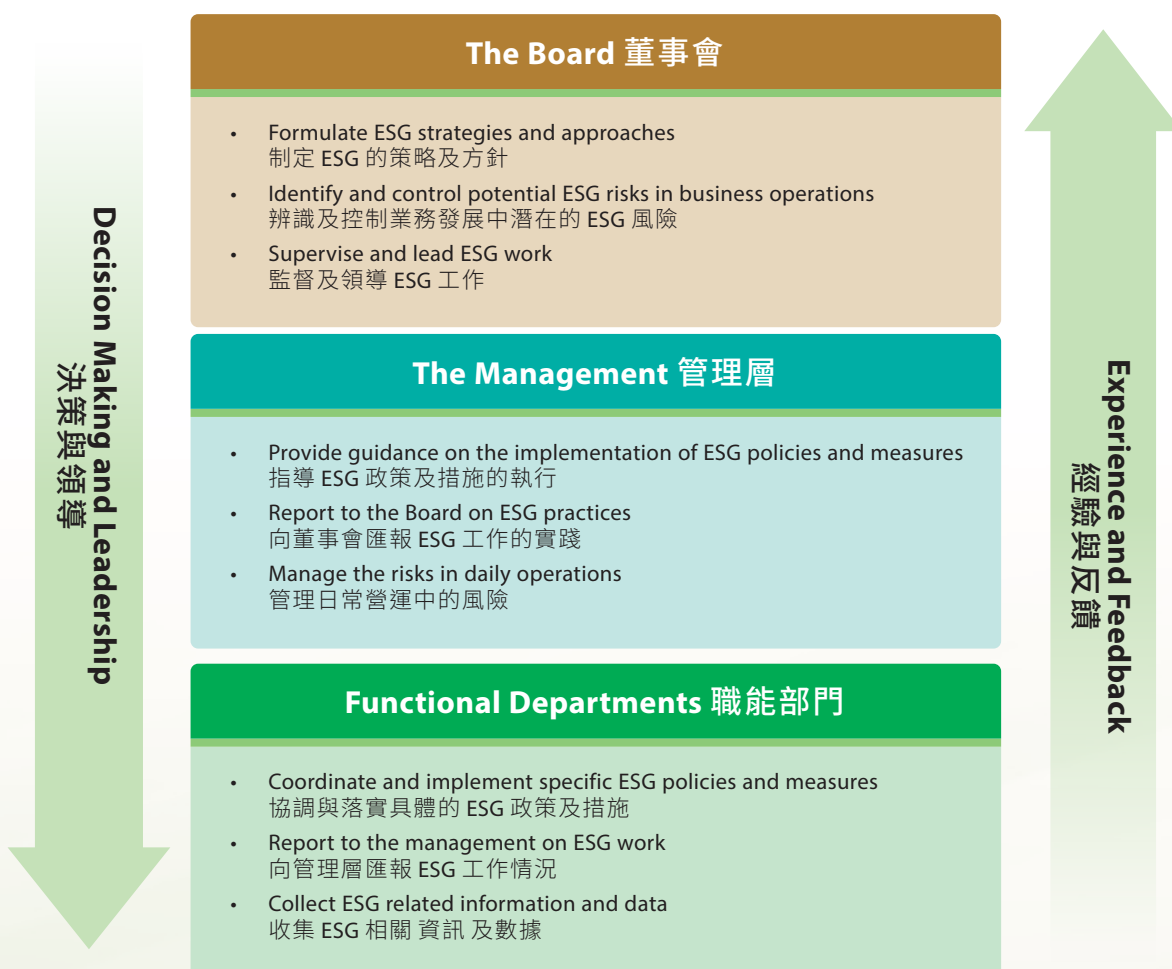 The Board 董事會
• Formulate ESG strategies and approaches
制定 ESG 的策略及方針
• Identify and control potential ESG risks in business operations
辨識及控制業務發展中潛在的 ESG 風險
• Supervise and lead ESG work
監督及領導 ESG 工作
Decision Making and Leadership
決策與領導
The Management 管理層
• Provide guidance on the implementation of ESG policies and measures
指導 ESG 政策及措施的執行
• Report to the Board on ESG practices
向董事會匯報 ESG 工作的實踐
• Manage the risks in daily operations
管理日常營運中的風險
Experience and Feedback
經驗與反饋
Functional Departments 職能部門
• Coordinate and implement specific ESG policies and measures
協調與落實具體的 ESG 政策及措施
• Report to the management on ESG work
向管理層匯報 ESG 工作情況
• Collect ESG related information and data
收集 ESG 相關 資訊 及數據